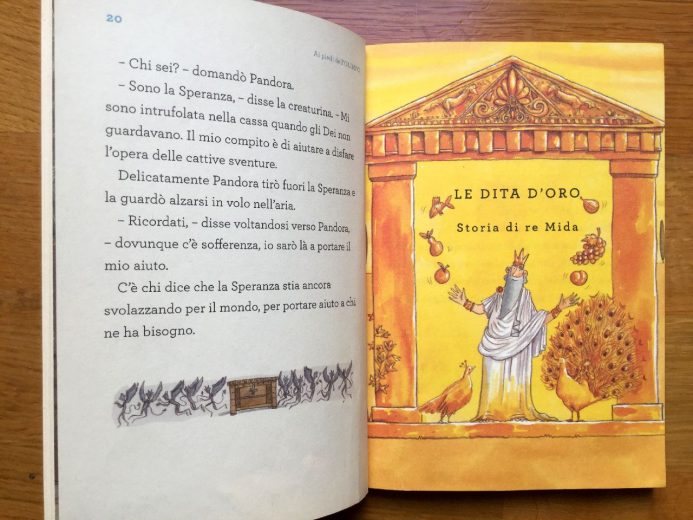 20
Ai piedi dell'OLIMPO
– Chi sei? – domandò Pandora.
– Sono la Speranza, – disse la creaturina. – Mi
sono intrufolata nella cassa quando gli Dei non
guardavano. Il mio compito è di aiutare a disfare
l'opera delle cattive sventure.
Delicatamente Pandora tirò fuori la Speranza e
la guardò alzarsi in volo nell'aria.
– Ricordati, – disse voltandosi verso Pandora,
– dovunque c'è sofferenza, io sarò là a portare il
mio aiuto.
C'è chi dice che la Speranza stia ancora
svolazzando per il mondo, per portare aiuto a chi
ne ha bisogno.
LE DITA D'ORO
Storia di re Mida